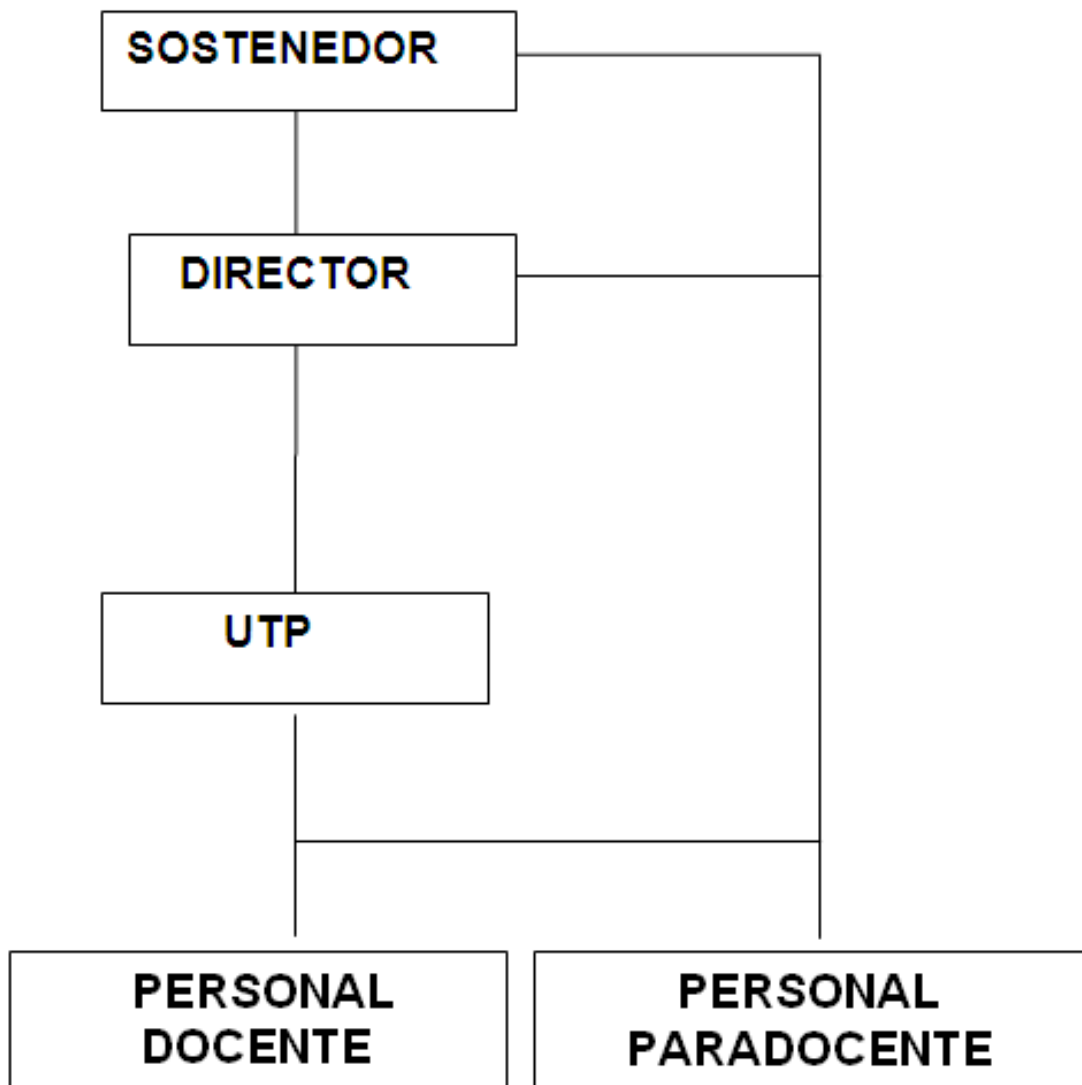 SOSTENEDOR
DIRECTOR
UTP
PERSONAL
DOCENTE
PERSONAL
PARADOCENTE